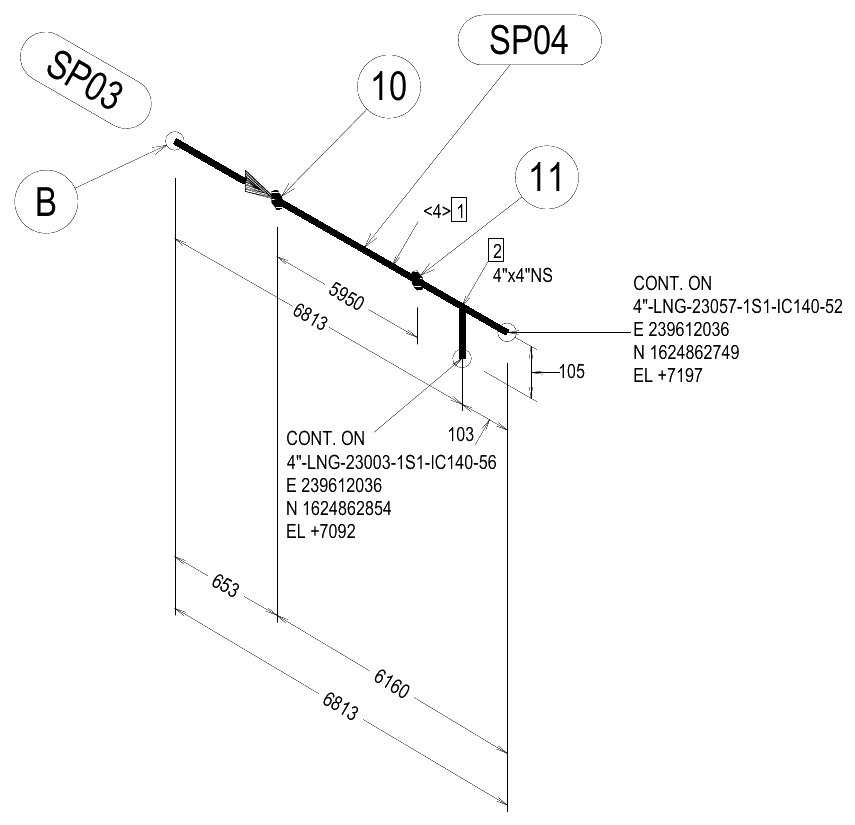 SP04
SP03
10
B
11
<4> 1
2
4"x4"NS
5950
6813
CONT. ON
4"-LNG-23057-1S1-IC140-52
E 239612036
N 1624862749
EL +7197
105
103
CONT. ON
4"-LNG-23003-1S1-IC140-56
E 239612036
N 1624862854
EL +7092
653
6160
6813